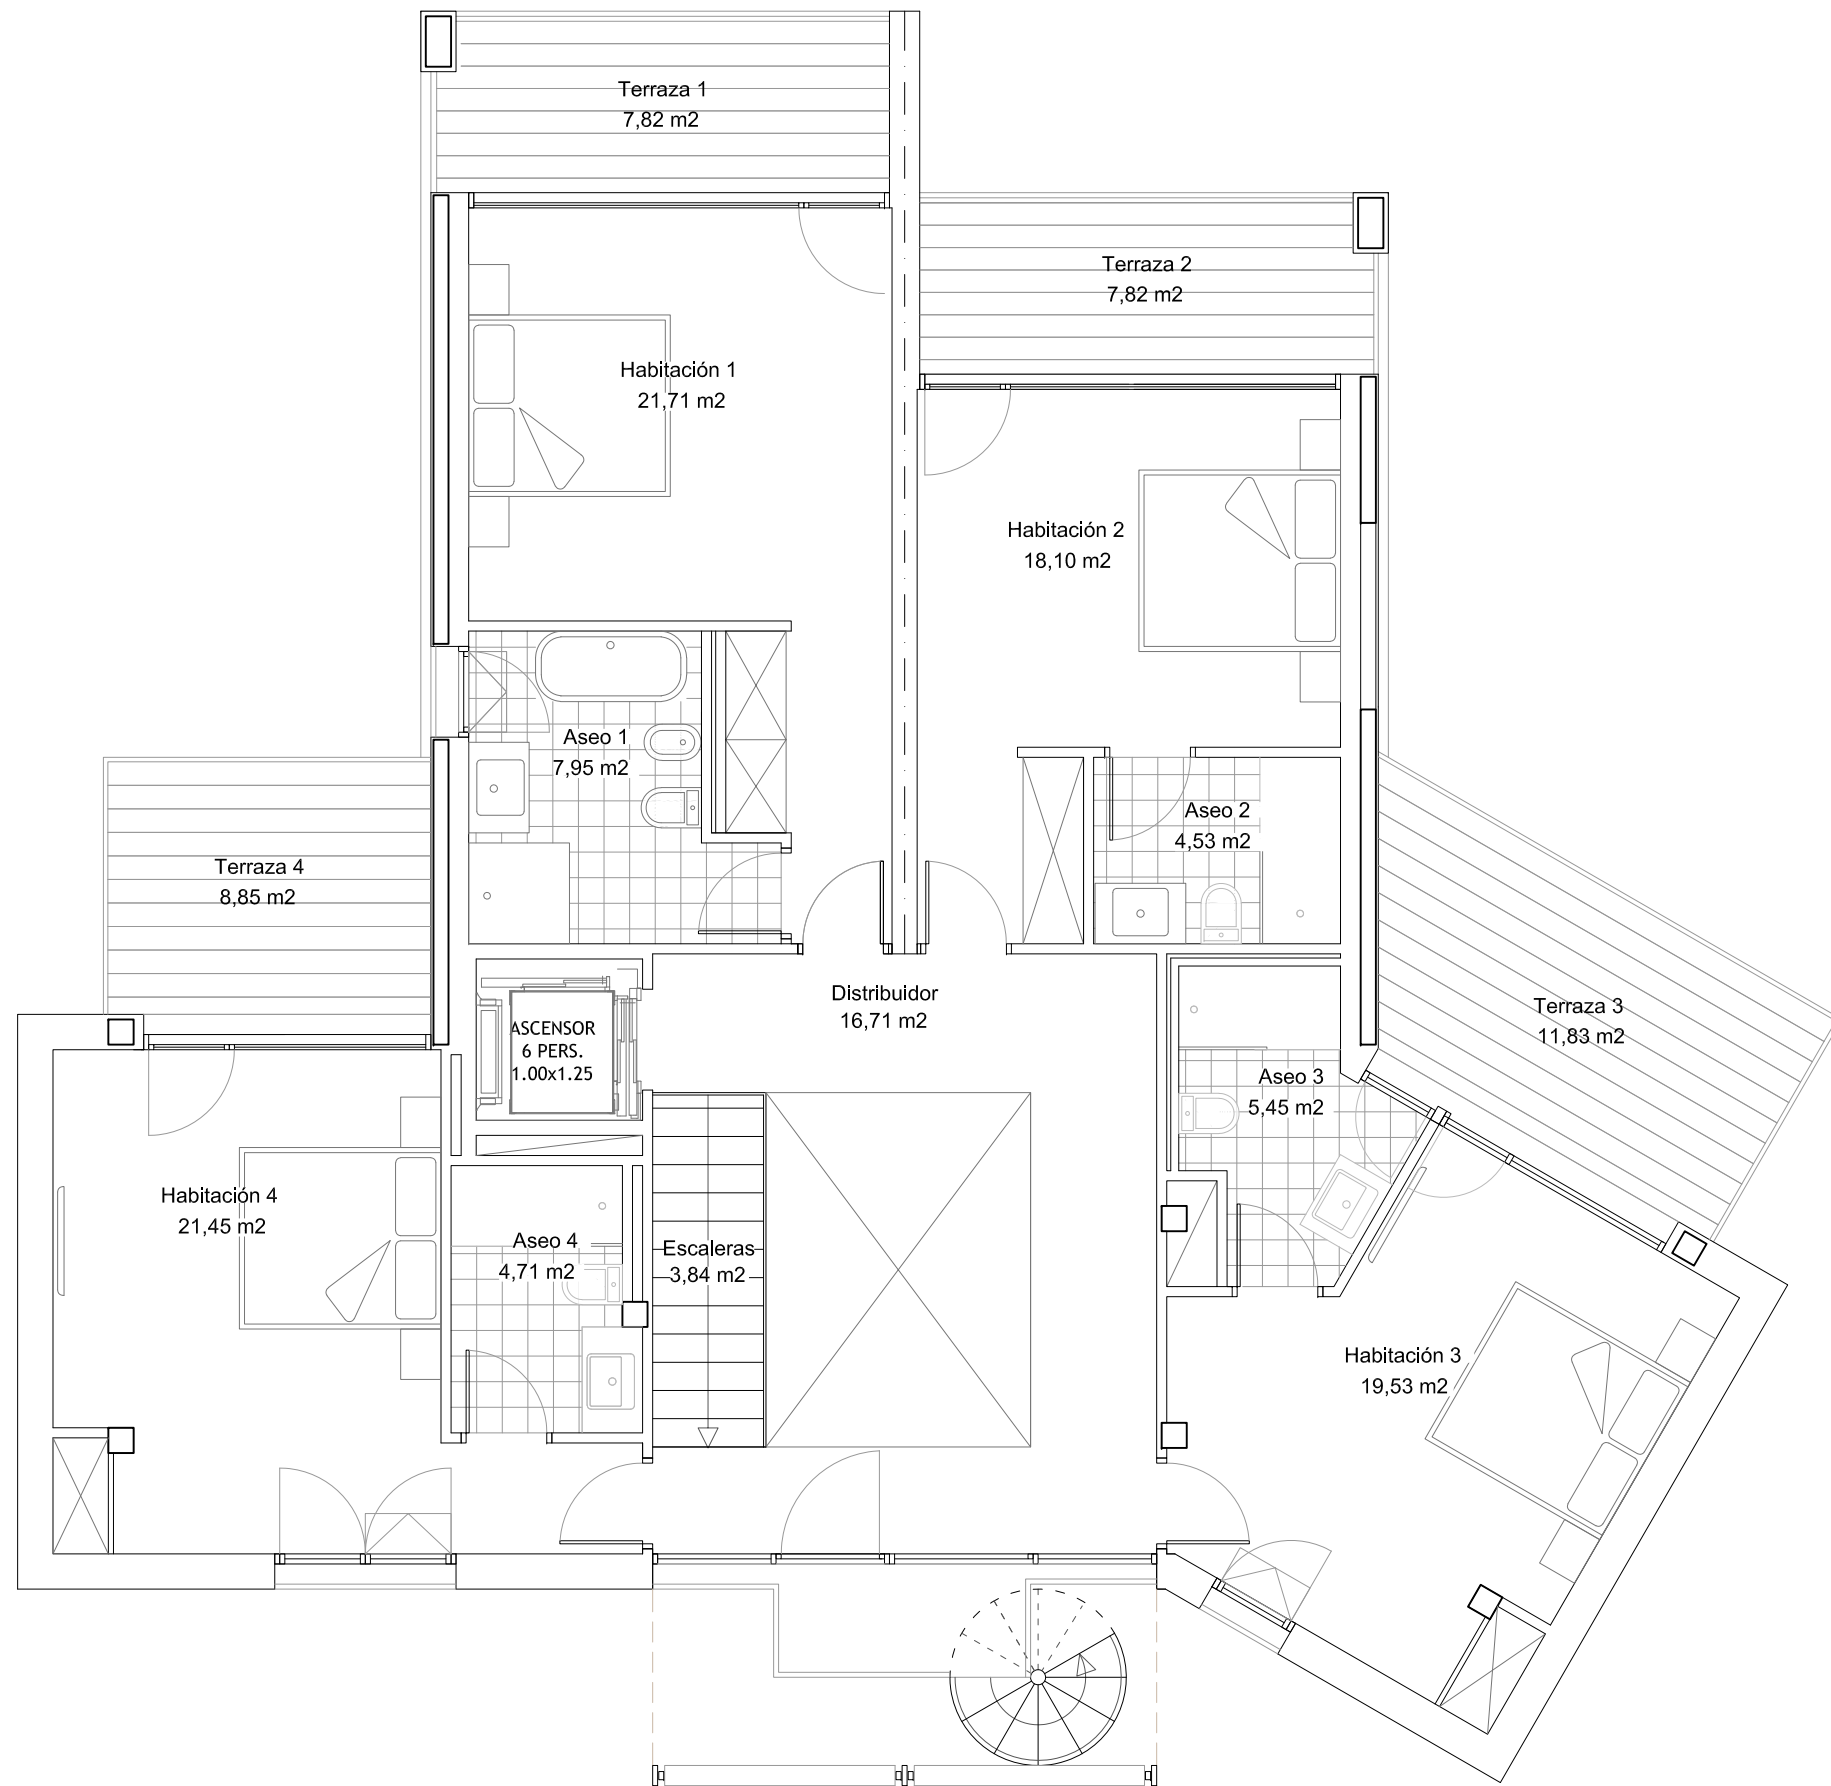 Terraza 1
7,82 m2
Terraza 2
7,82 m2
Habitación 1
21,71 m2
Habitación 2
18,10 m2
Aseo 1
7,95 m2
Aseo 2
4,53 m2
Terraza 4
8,85 m2
Distribuidor
16,71 m2
Terraza 3
11,83 m2
ASCENSOR
6 PERS.
1.00x1.25
Aseo 3
5,45 m2
Habitación 4
21,45 m2
Aseo 4
4,71 m2
Escaleras
3,84 m2
Habitación 3
19,53 m2